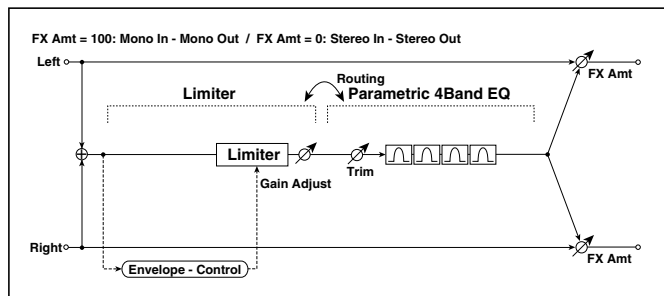 FX Amt = 100: Mono In - Mono Out / FX Amt = 0: Stereo In - Stereo Out
Left
FX Amt
Routing
Limiter
Parametric 4Band EQ
Limiter
Gain Adjust
Trim
Right
FX Amt
Envelope - Control